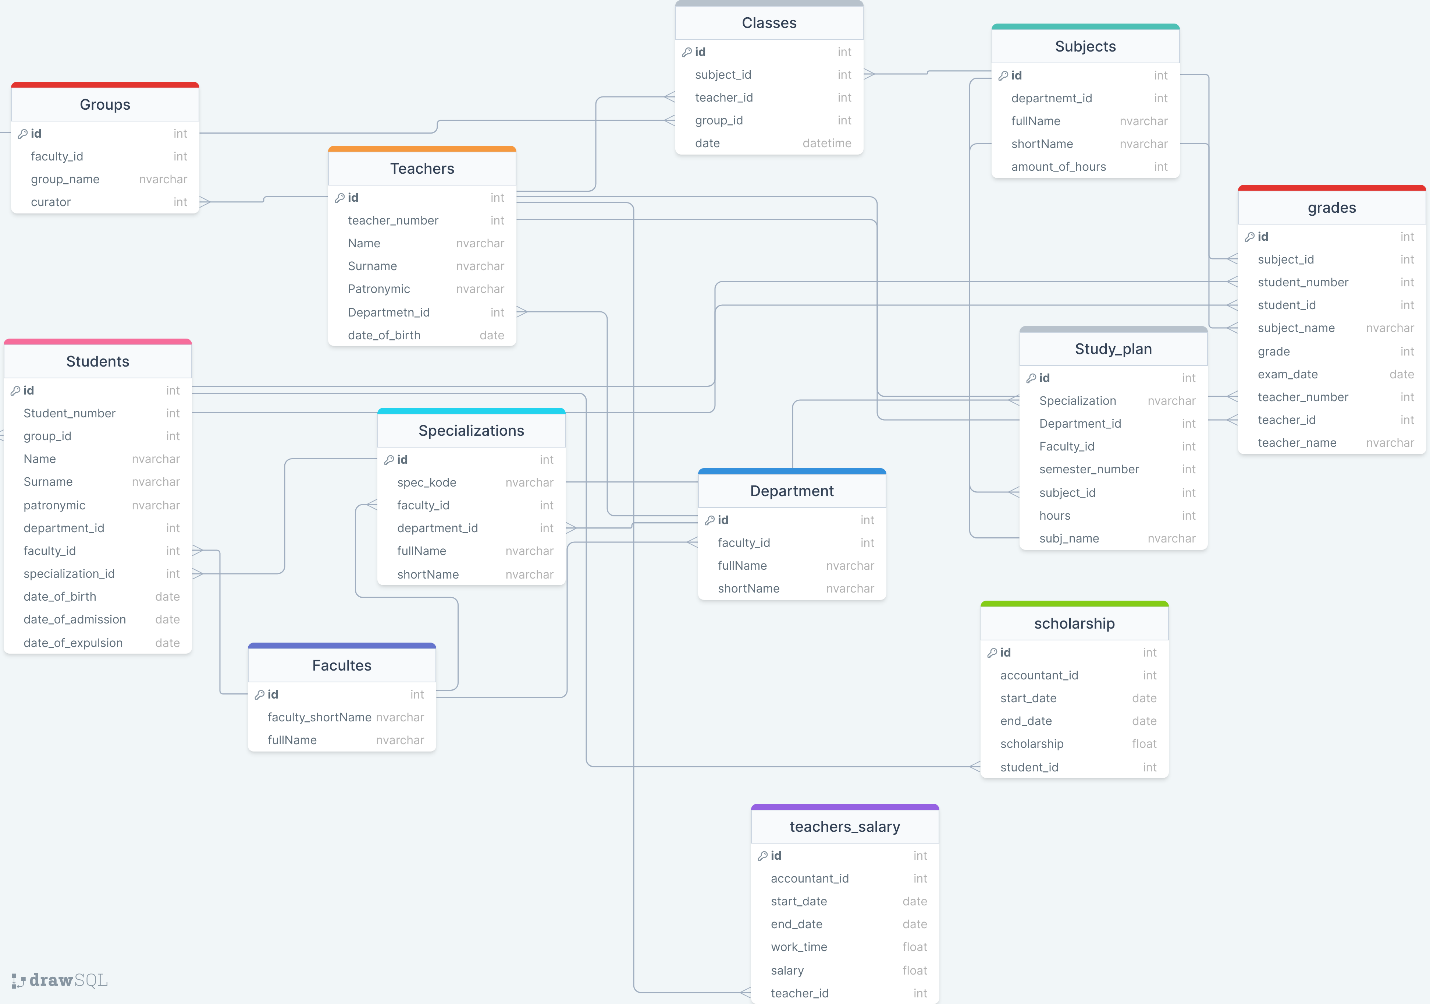 Classes
id int
subject_id int
teacher_id int
group_id int
date datetime
Subjects
id int
departnemt_id int
fullName nvarchar
shortName nvarchar
amount_of_hours int
Groups
id int
faculty_id int
group_name nvarchar
curator int
Teachers
id int
teacher_number int
Name nvarchar
Surname nvarchar
Patronymic nvarchar
Departmetn_id int
date_of_birth date
grades
id int
subject_id int
student_number int
student_id int
subject_name nvarchar
grade int
exam_date date
teacher_number int
teacher_id int
teacher_name nvarchar
Students
id int
Student_number int
group_id int
Name nvarchar
Surname nvarchar
patronymic nvarchar
department_id int
faculty_id int
specialization_id int
date_of_birth date
date_of_admission date
date_of_expulsion date
Study_plan
id int
Specialization nvarchar
Department_id int
Faculty_id int
semester_number int
subject_id int
hours int
subj_name nvarchar
Specializations
id int
spec_kode nvarchar
faculty_id int
department_id int
fullName nvarchar
shortName nvarchar
Department
id int
faculty_id int
fullName nvarchar
shortName nvarchar
Facultes
id int
faculty_shortName nvarchar
fullName nvarchar
scholarship
id int
accountant_id int
start_date date
end_date date
scholarship float
student_id int
teachers_salary
id int
accountant_id int
start_date date
end_date date
work_time float
salary float
teacher_id int
drawSQL